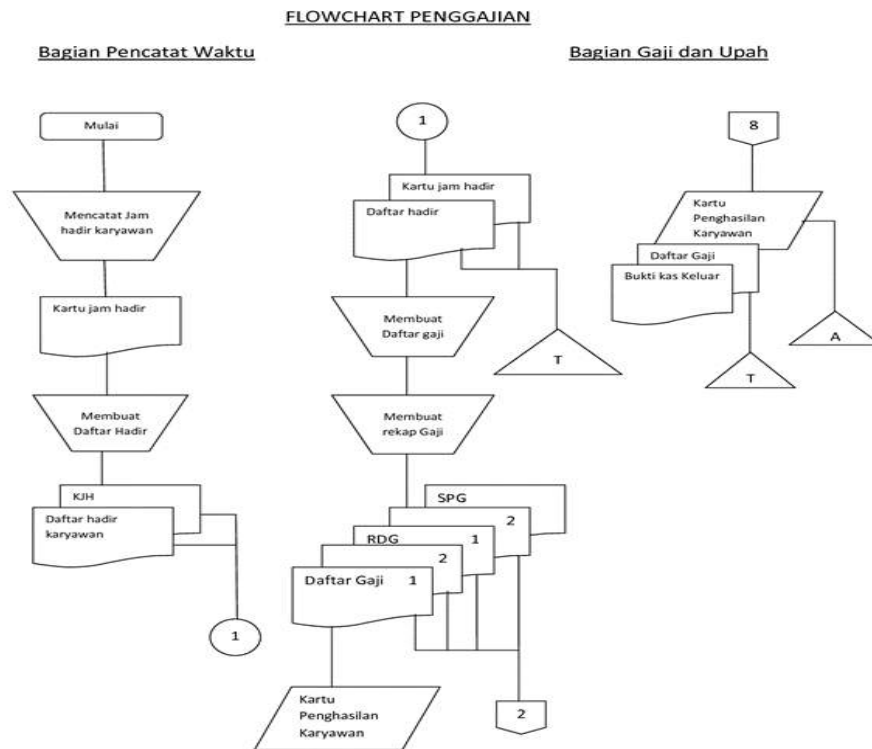 FLOWCHART PENGGAJIAN
Bagian Pencatat Waktu
Mulai
Mencatat Jam
hadir karyawan
Kartu jam hadir
Membuat
Daftar Hadir
KJH
Daftar hadir
karyawan
1
Bagian Gaji dan Upah
1
Kartu jam hadir
Daftar hadir
T
Membuat
Daftar gaji
Membuat
rekap Gaji
SPG
2
RDG 1
2
Daftar Gaji 1
Kartu
Penghasilan
Karyawan
2
8
Kartu
Penghasilan
Karyawan
Daftar Gaji
Bukti kas Keluar
A
T